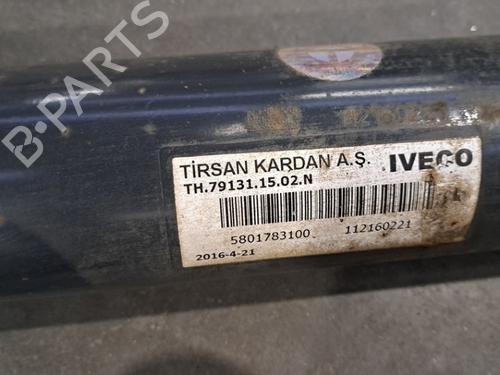 B-PARTS
TİRSAN KARDAN A.Ş. IVECO
TH.79131.15.02.N
5801783100 112160221
2016-4-21